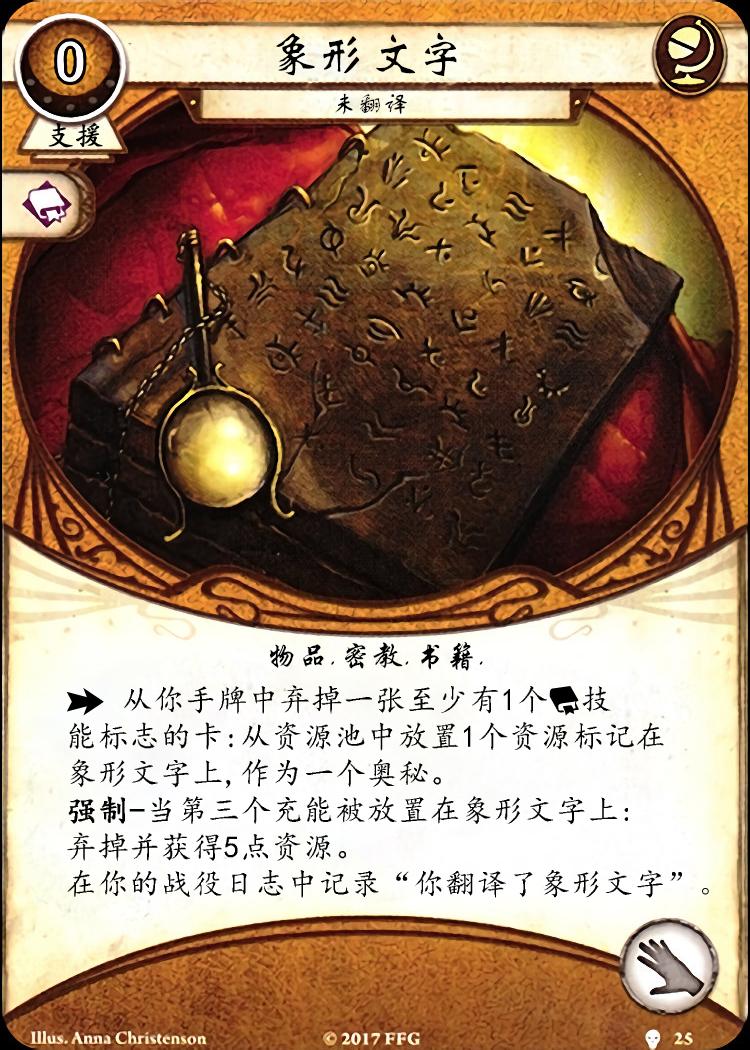 0
象形文字
未翻译
支援
物品.密教.书籍.
从你手牌中弃掉一张至少有1个技
能标志的卡:从资源池中放置1个资源标记在
象形文字上,作为一个奥秘。
强制-当第三个充能被放置在象形文字上:
弃掉并获得5点资源。
在你的战役日志中记录“你翻译了象形文字”。
Illus. Anna Christenson
© 2017 FFG
25